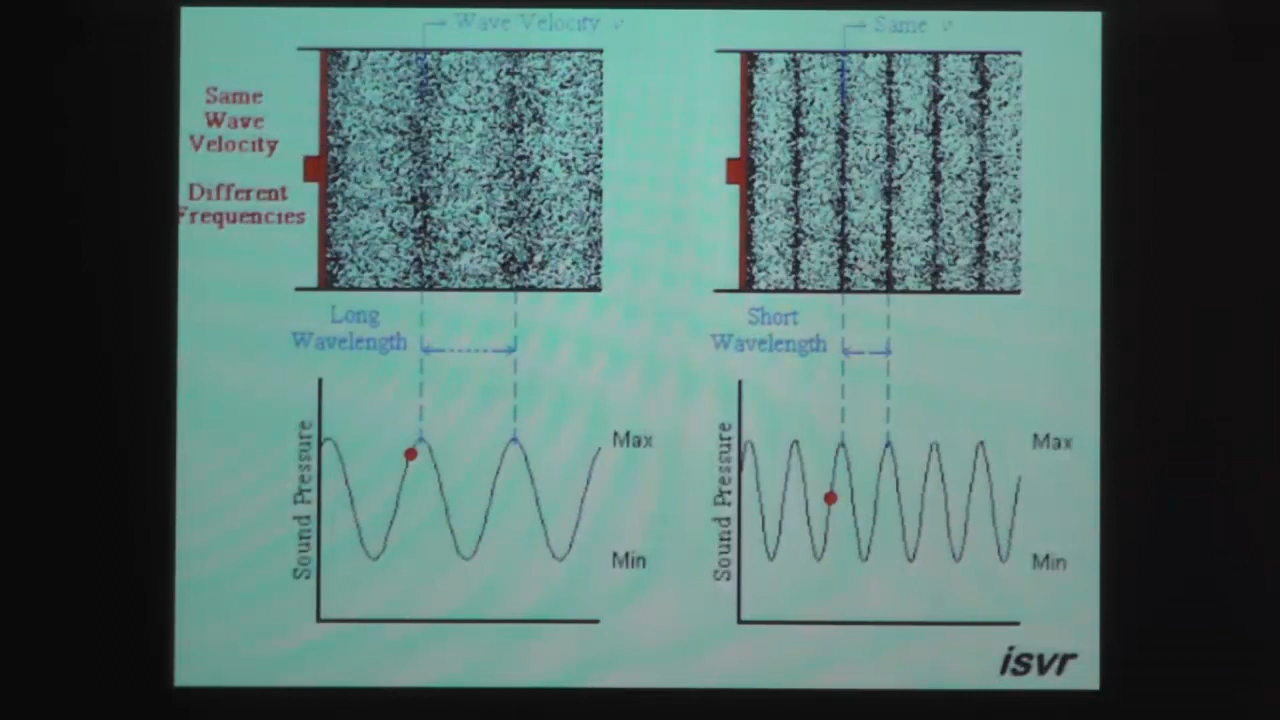 Wave Velocity v
Same v
Same
Wave
Velocity
Different
Frequencies
Long
Wavelength
Short
Wavelength
Sound Pressure
Max
Min
Sound Pressure
Max
Min
isvr